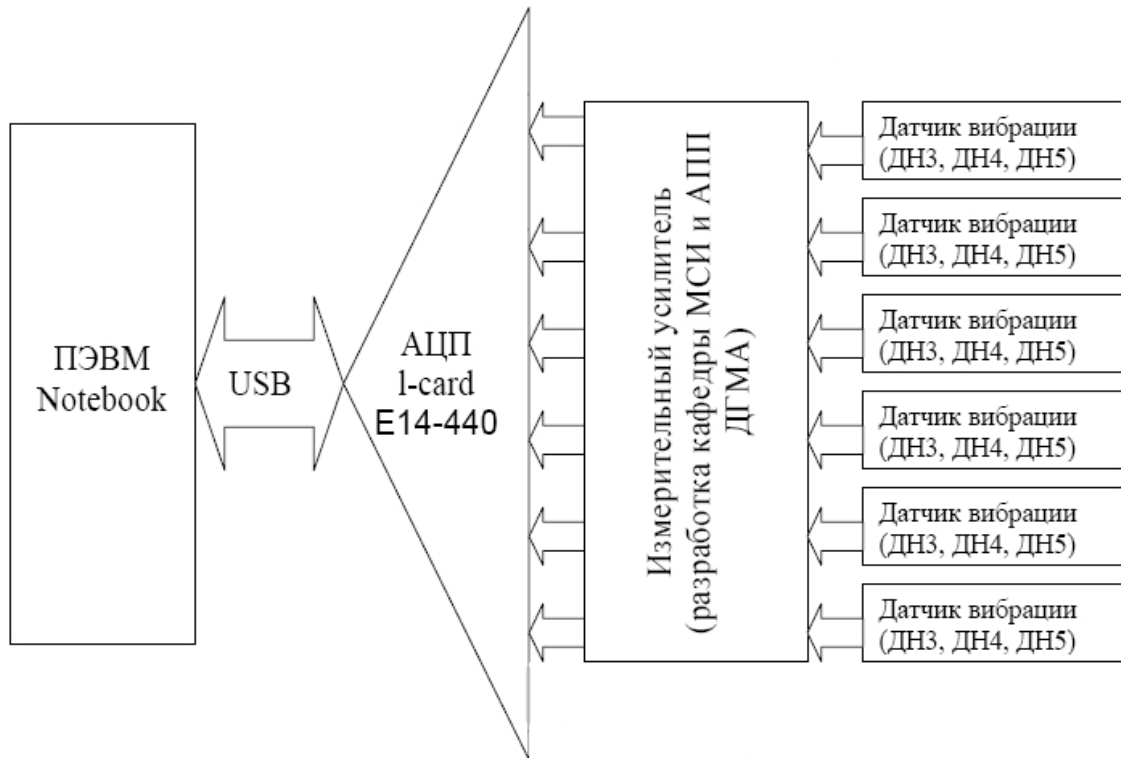 ПЭВМ
Notebook
USB
АЦП
l-card
E14-440
Измерительный усилитель
(разработка кафедры МСИ и АПП
ДГМА)
Датчик вибрации
(ДН3, ДН4, ДН5)
Датчик вибрации
(ДН3, ДН4, ДН5)
Датчик вибрации
(ДН3, ДН4, ДН5)
Датчик вибрации
(ДН3, ДН4, ДН5)
Датчик вибрации
(ДН3, ДН4, ДН5)
Датчик вибрации
(ДН3, ДН4, ДН5)